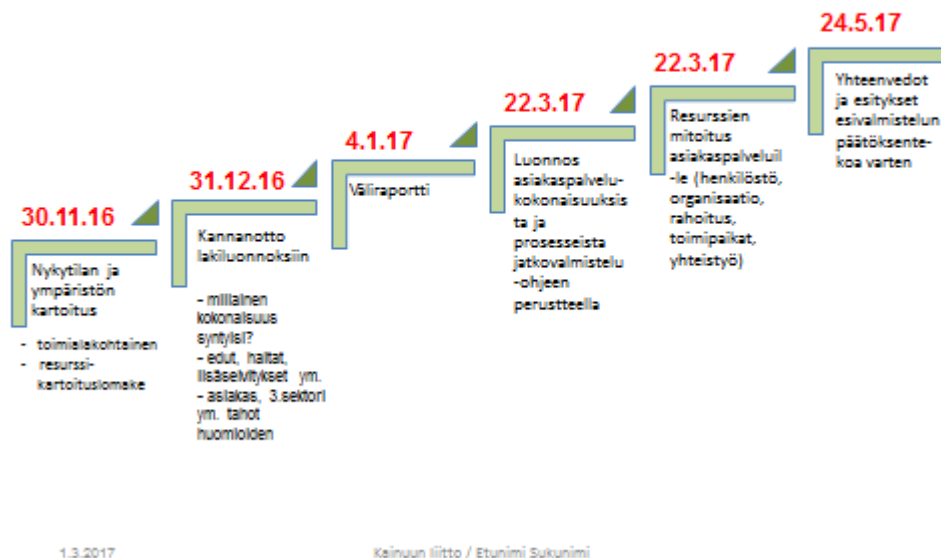 30.11.16
Nykytilan ja
ympäristön
kartoitus
- toimialakohtainen
- resurssi-
kartoituslomake
31.12.16
Kannanotto
lakiluonnoksiin
- millainen
kokonaisuus
syntyisi?
- edut, haitat,
lisäselvitykset ym.
- asiakas, 3.sektori
ym. tahot
huomioiden
4.1.17
Väliraportti
22.3.17
Luonnos
asiakaspalvelu-
kokonaisuuksis
ta ja
prosesseista
jatkovalmistelu
-ohjeen
perustteella
22.3.17
Resurssien
mitoitus
asiakaspalveluil
-le (henkilöstö,
organisaatio,
rahoitus,
toimipaikat,
yhteistyö)
24.5.17
Yhteenvedot
ja esitykset
esivalmistelun
päätöksente-
koa varten
1.3.2017
Kainuun liitto / Etunimi Sukunimi